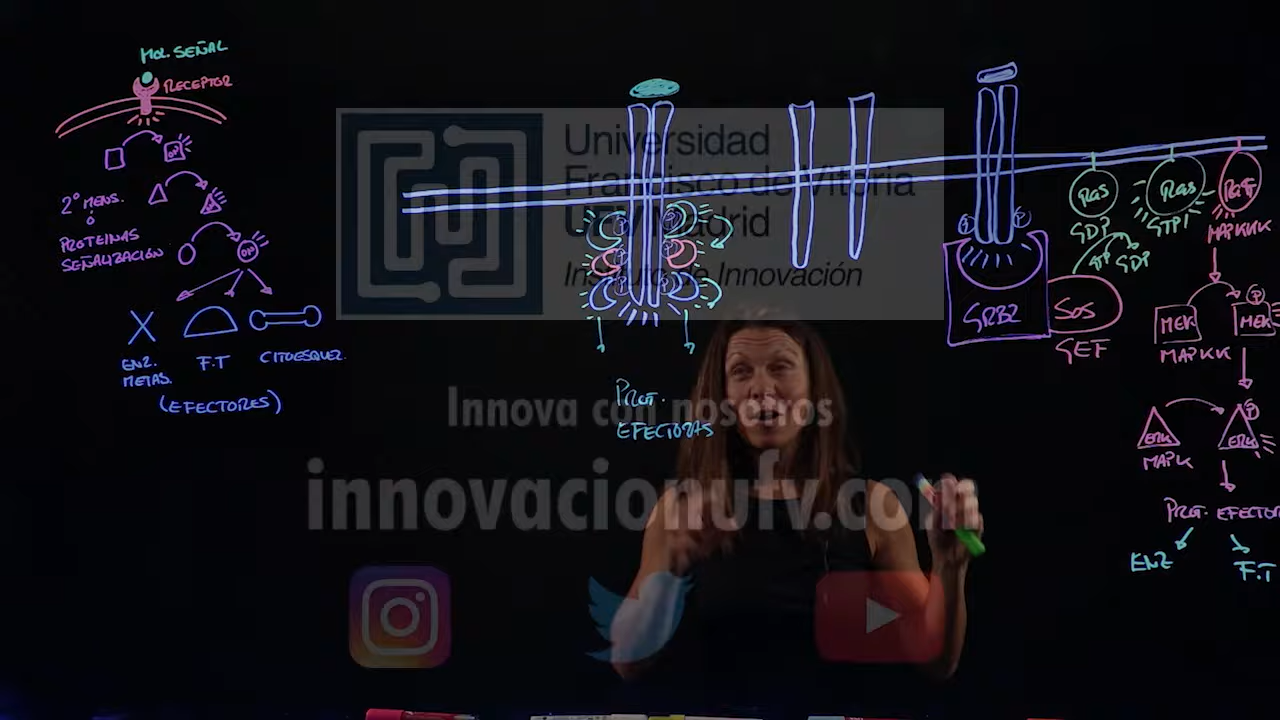 MOL. SEÑAL
RECEPTOR
2º MENS.
ó
PROTEINAS
SEÑALIZACIÓN
ENZ.
METAB.
F.T
CITOESQUEL.
(EFECTORES)
Universidad
Francisco de Vitoria
UFV Madrid
Instituto de Innovación
PROT.
EFECTORAS
Innova con nosotros
innovacionufv.com
P
P
GRB2
SOS
GEF
Ras
GDP
GTP
GDP
Ras
GTP
Raf
MAPKKK
MEK
MAPKK
P
MEK
ERK
MAPK
P
ERK
PROT. EFECTOR
ENZ
F.T